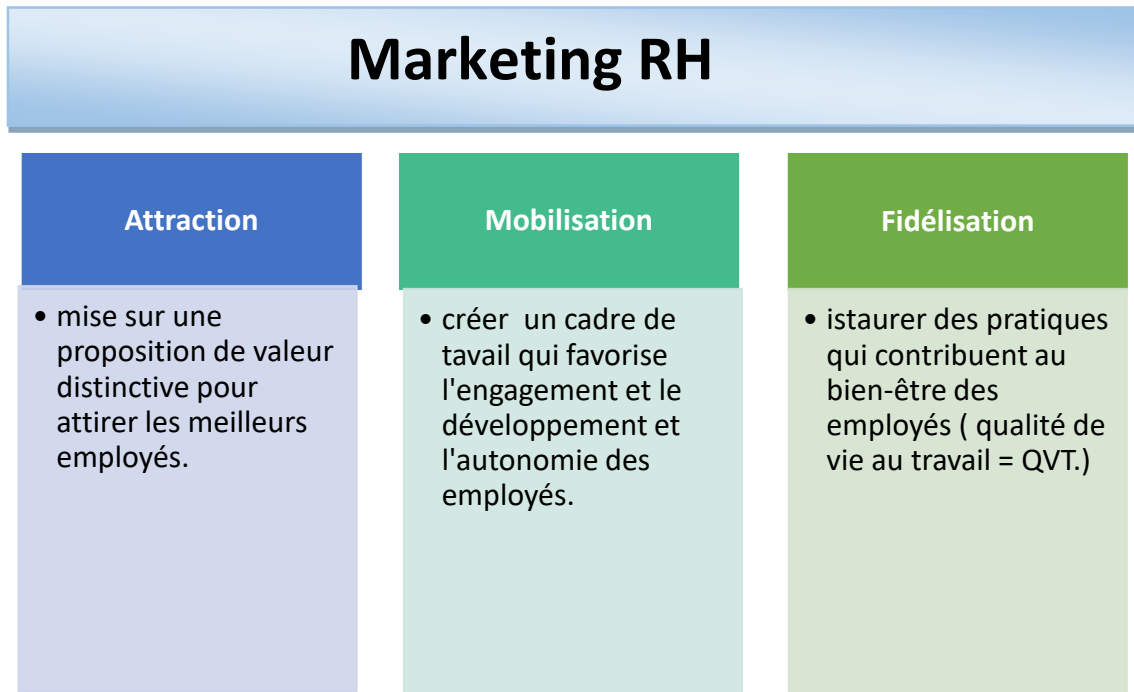 Marketing RH
Attraction
• mise sur une
proposition de valeur
distinctive pour
attirer les meilleurs
employés.
Mobilisation
• créer  un cadre de
tavail qui favorise
l'engagement et le
développement et
l'autonomie des
employés.
Fidélisation
• istaurer des pratiques
qui contribuent au
bien-être des
employés ( qualité de
vie au travail = QVT.)